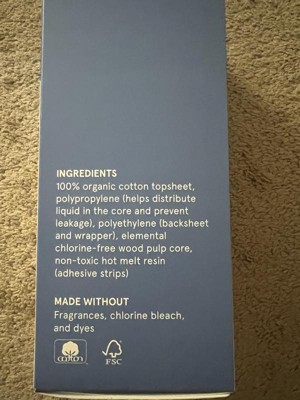 INGREDIENTS
100% organic cotton topsheet,
polypropylene (helps distribute
liquid in the core and prevent
leakage), polyethylene (backsheet
and wrapper), elemental
chlorine-free wood pulp core,
non-toxic hot melt resin
(adhesive strips)
MADE WITHOUT
Fragrances, chlorine bleach,
and dyes
COTTON
FSC